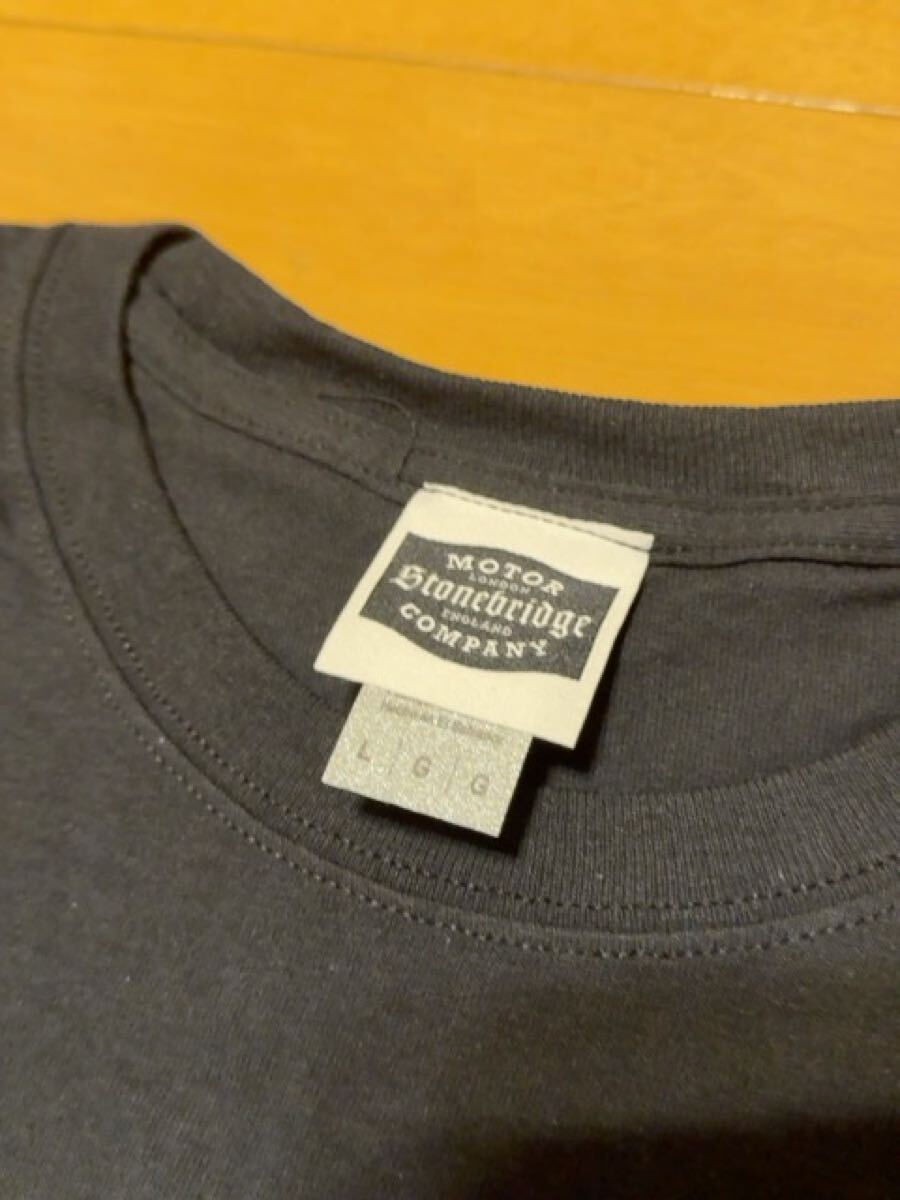 MOTOR
LONDON
Stonebridge
ENGLAND
COMPANY
L G G